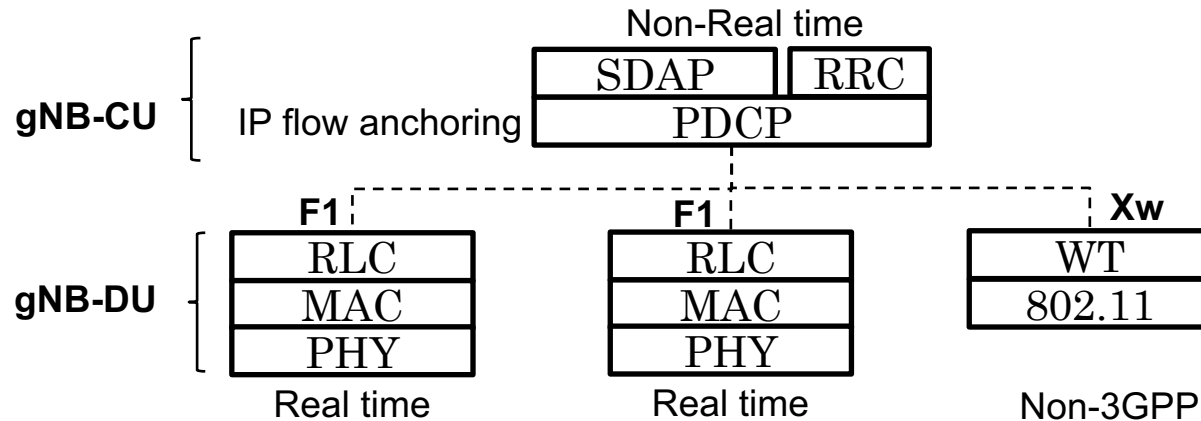 Non-Real time
SDAP RRC
gNB-CU
IP flow anchoring PDCP
F1 F1 Xw
RLC RLC WT
gNB-DU
MAC MAC 802.11
PHY PHY
Real time Real time Non-3GPP